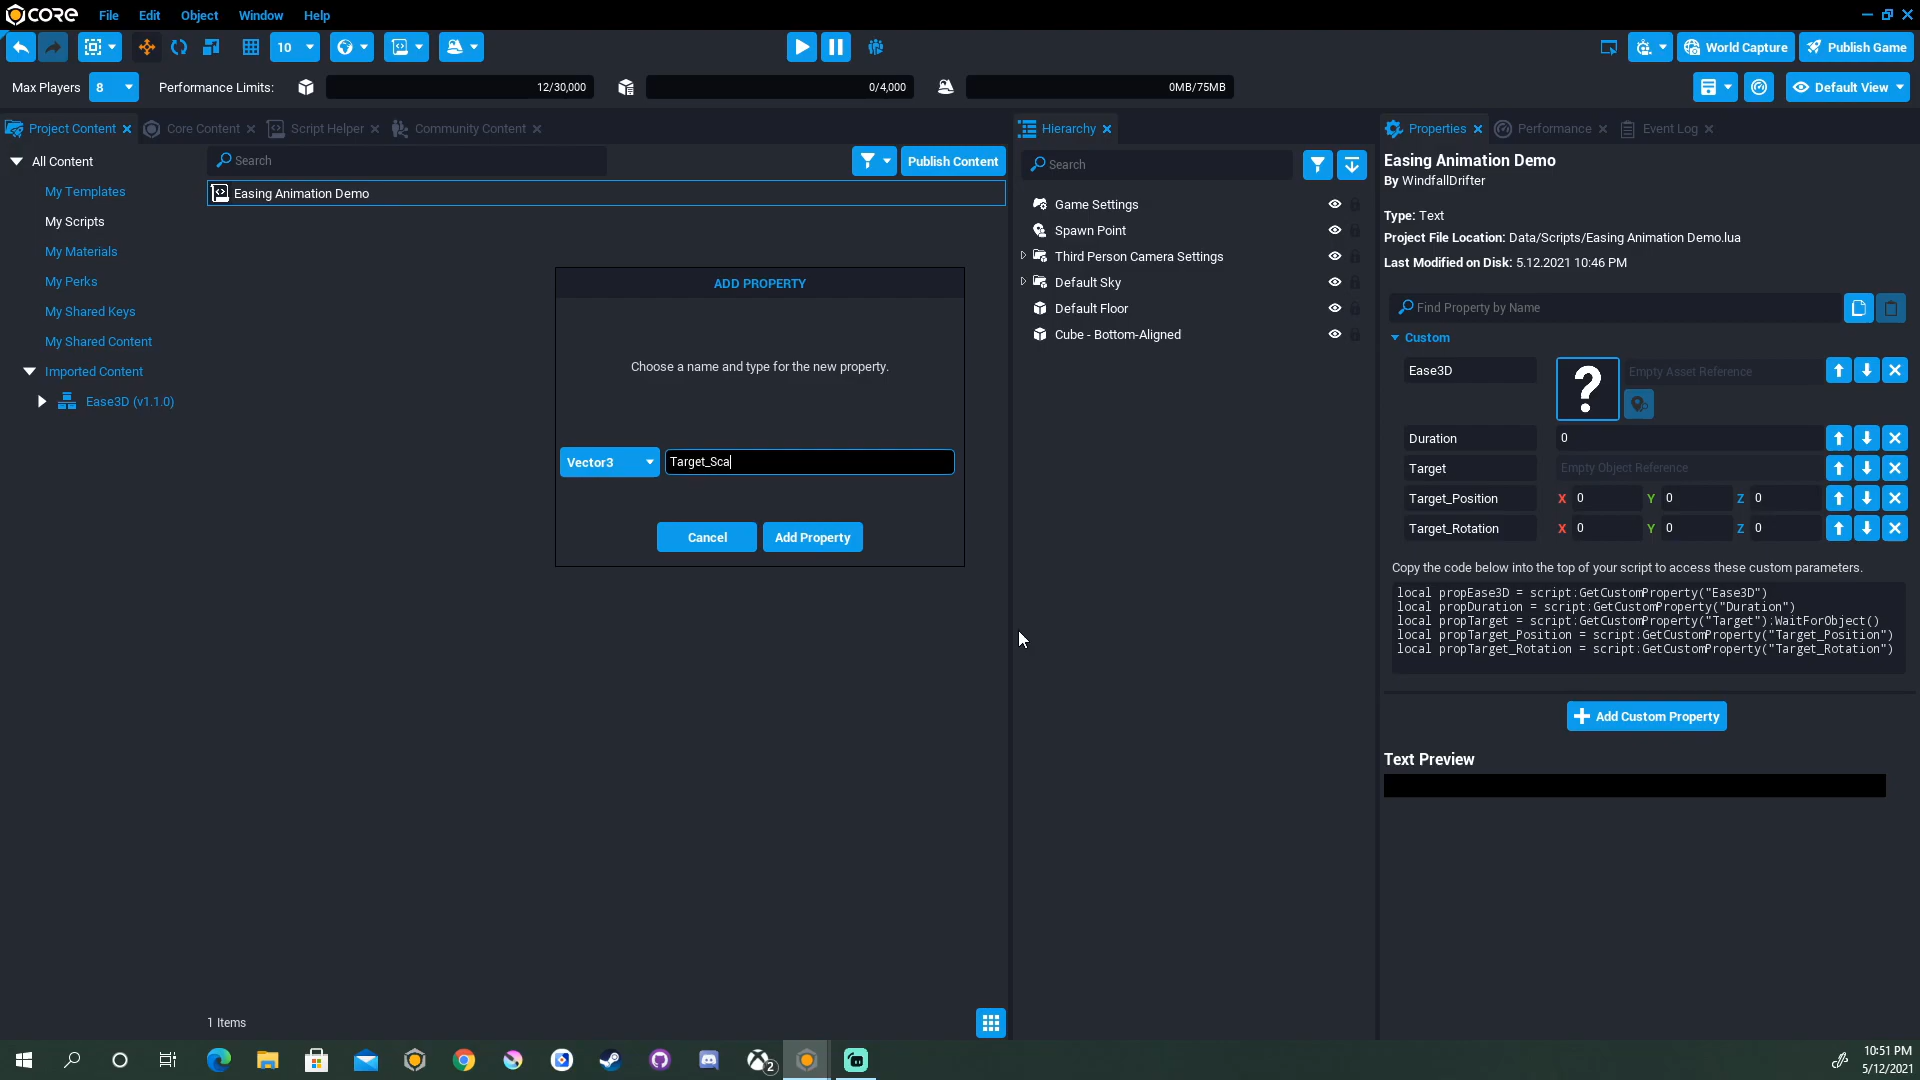 CORE File Edit Object Window Help
10
World Capture Publish Game
Max Players 8 Performance Limits: 12/30,000 0/4,000 0MB/75MB
Default View
Project Content Core Content Script Helper Community Content
Hierarchy
Properties Performance Event Log
All Content
My Templates
My Scripts
My Materials
My Perks
My Shared Keys
My Shared Content
Imported Content
Ease3D (v1.1.0)
Search
Publish Content
Easing Animation Demo
ADD PROPERTY
Choose a name and type for the new property.
Vector3 Target_Sca
Cancel Add Property
1 Items
Search
Game Settings
Spawn Point
Third Person Camera Settings
Default Sky
Default Floor
Cube - Bottom-Aligned
Easing Animation Demo
By WindfallDrifter
Type: Text
Project File Location: Data/Scripts/Easing Animation Demo.lua
Last Modified on Disk: 5.12.2021 10:46 PM
Find Property by Name
Custom
Ease3D ? Empty Asset Reference
Duration 0
Target Empty Object Reference
Target_Position X 0 Y 0 Z 0
Target_Rotation X 0 Y 0 Z 0
Copy the code below into the top of your script to access these custom parameters.
local propEase3D = script:GetCustomProperty("Ease3D")
local propDuration = script:GetCustomProperty("Duration")
local propTarget = script:GetCustomProperty("Target"):WaitForObject()
local propTarget_Position = script:GetCustomProperty("Target_Position")
local propTarget_Rotation = script:GetCustomProperty("Target_Rotation")
Add Custom Property
Text Preview
2
10:51 PM
5/12/2021